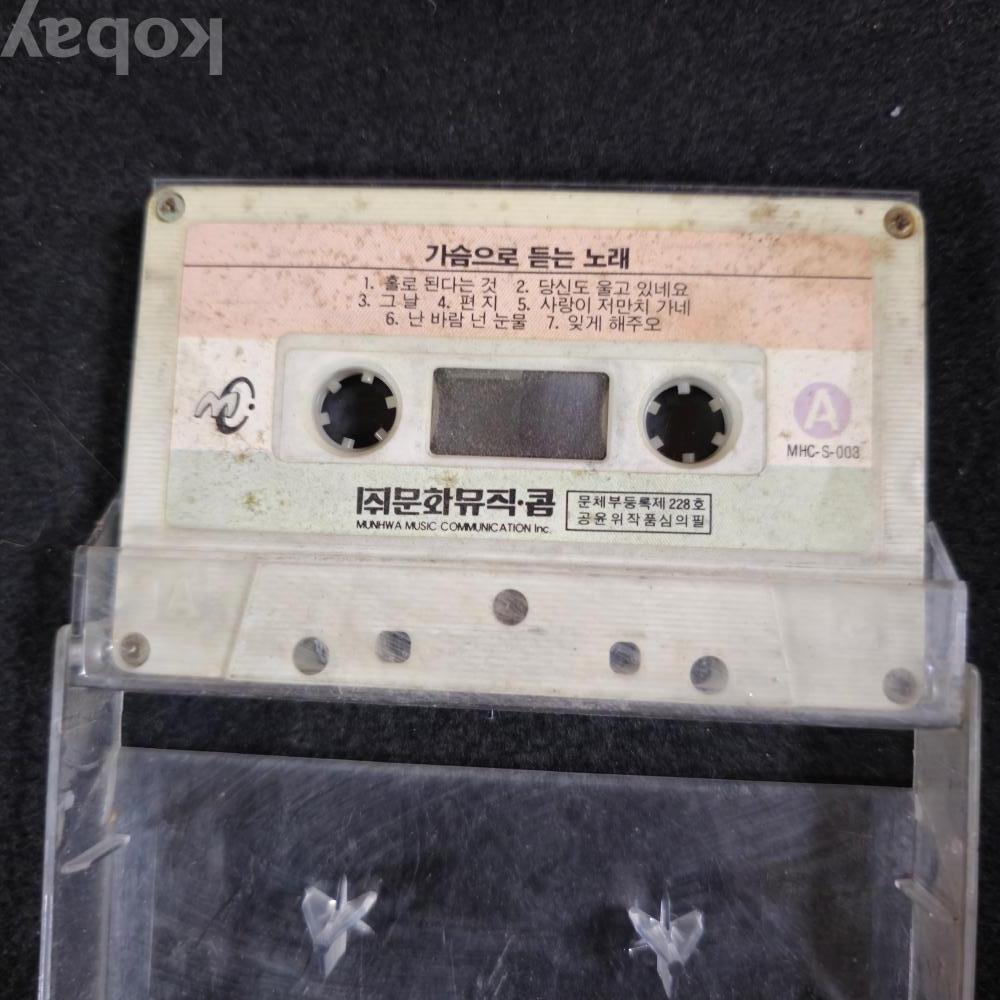 kobay
가슴으로 듣는 노래
1. 홀로 된다는 것 2. 당신도 울고 있네요
3. 그 날 4. 편 지 5. 사랑이 저만치 가네
6. 난 바람 넌 눈물 7. 잊게 해주오
A
MHC-S-003
㈜문화뮤직·콤
MUNHWA MUSIC COMMUNICATION Inc.
문체부등록제 228호
공윤위작품심의필
A